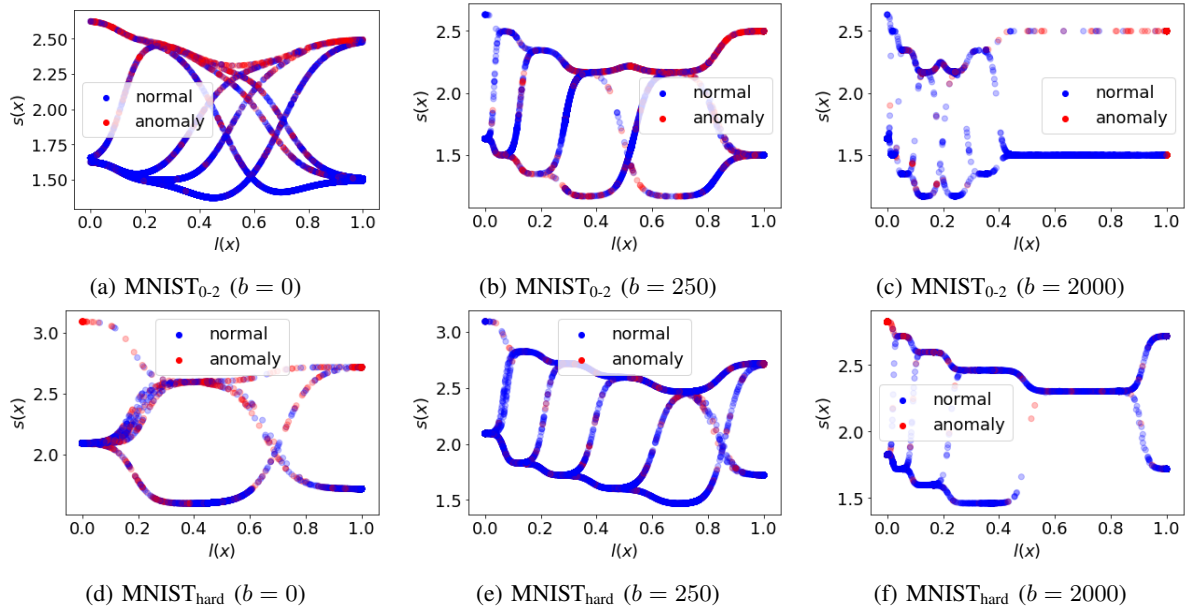 2.50
2.25
2.00
1.75
1.50
s(x)
normal
anomaly
0.0 0.2 0.4 0.6 0.8 1.0
l(x)
(a) MNIST0-2 (b = 0)
2.5
2.0
1.5
s(x)
normal
anomaly
0.0 0.2 0.4 0.6 0.8 1.0
l(x)
(b) MNIST0-2 (b = 250)
2.5
2.0
1.5
s(x)
normal
anomaly
0.0 0.2 0.4 0.6 0.8 1.0
l(x)
(c) MNIST0-2 (b = 2000)
3.0
2.5
2.0
s(x)
normal
anomaly
0.0 0.2 0.4 0.6 0.8 1.0
l(x)
(d) MNISThard (b = 0)
3.0
2.5
2.0
1.5
s(x)
normal
anomaly
0.0 0.2 0.4 0.6 0.8 1.0
l(x)
(e) MNISThard (b = 250)
3.0
2.5
2.0
1.5
s(x)
normal
anomaly
0.0 0.2 0.4 0.6 0.8 1.0
l(x)
(f) MNISThard (b = 2000)